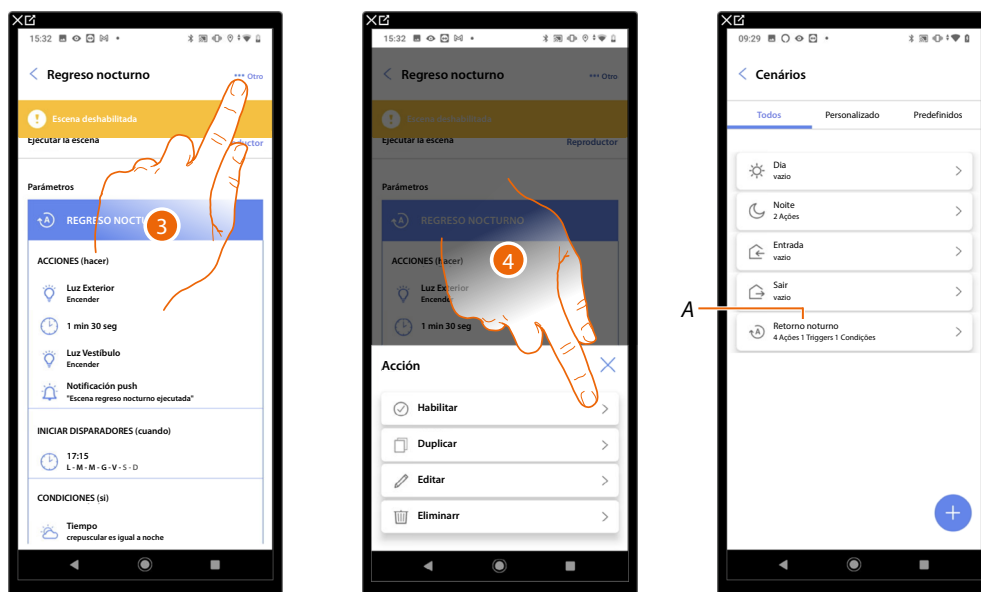 15:32
Regreso nocturno
••• Otro
Escena deshabilitada
Ejecutar la escena
Parámetros
REGRESO NOCT
3
ACCIONES (hacer)
Luz Exterior
Encender
1 min 30 seg
Luz Vestíbulo
Encender
Notificación push
"Escena regreso nocturno ejecutada"
INICIAR DISPARADORES (cuando)
17:15
L - M - M - G - V - S - D
CONDICIONES (si)
Tiempo
crepuscular es igual a noche
15:32
Regreso nocturno
••• Otro
Escena deshabilitada
Ejecutar la escena
Reproductor
Parámetros
REGRESO NOCTURNO
ACCIONES (hacer)
4
Luz Exterior
Encender
1 min 30 seg
Acción
Habilitar
Duplicar
Editar
Eliminarr
09:29
Cenários
Todos Personalizado Predefinidos
Dia
vazio
Noite
2 Ações
Entrada
vazio
Sair
vazio
A
Retorno noturno
4 Ações 1 Triggers 1 Condições